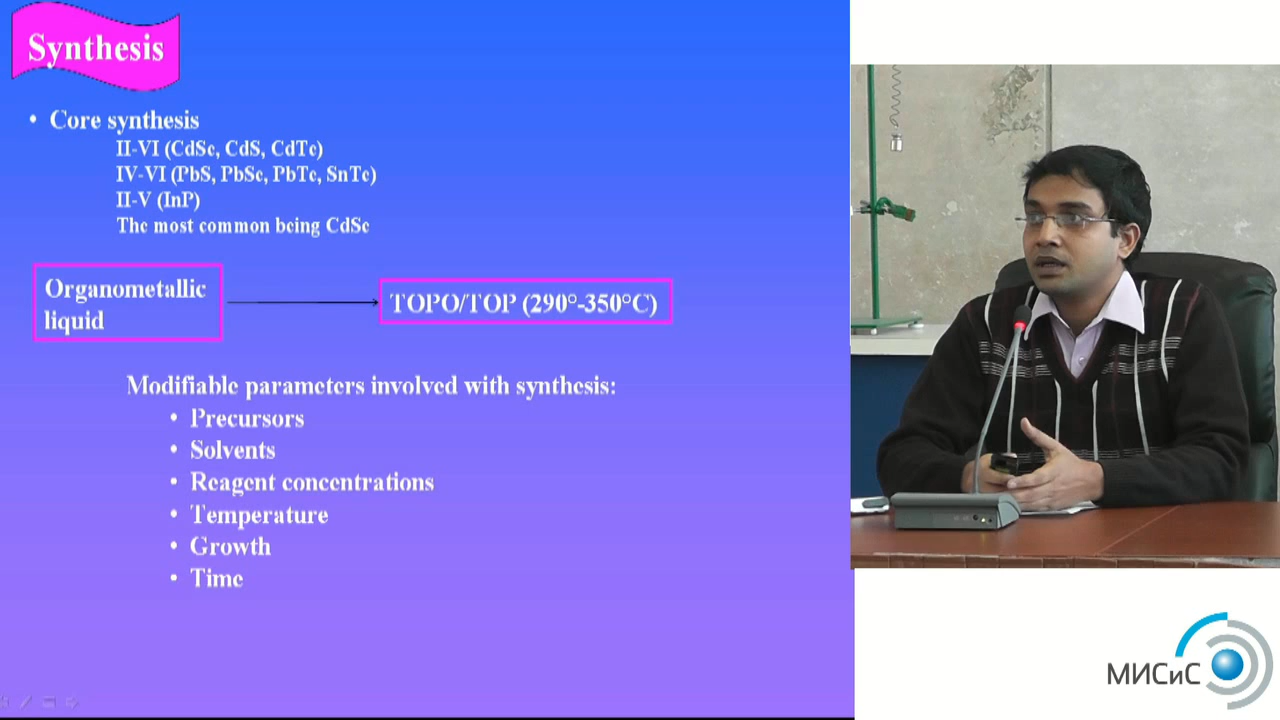 Synthesis
• Core synthesis
II-VI (CdSe, CdS, CdTe)
IV-VI (PbS, PbSe, PbTe, SnTe)
II-V (InP)
The most common being CdSe
Organometallic
liquid
TOPO/TOP (290°-350°C)
Modifiable parameters involved with synthesis:
• Precursors
• Solvents
• Reagent concentrations
• Temperature
• Growth
• Time
МИСиС